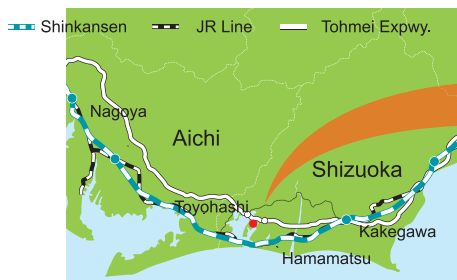 Shinkansen JR Line Tohmei Expwy.
Nagoya
Aichi
Shizuoka
Toyohashi
Kakegawa
Hamamatsu